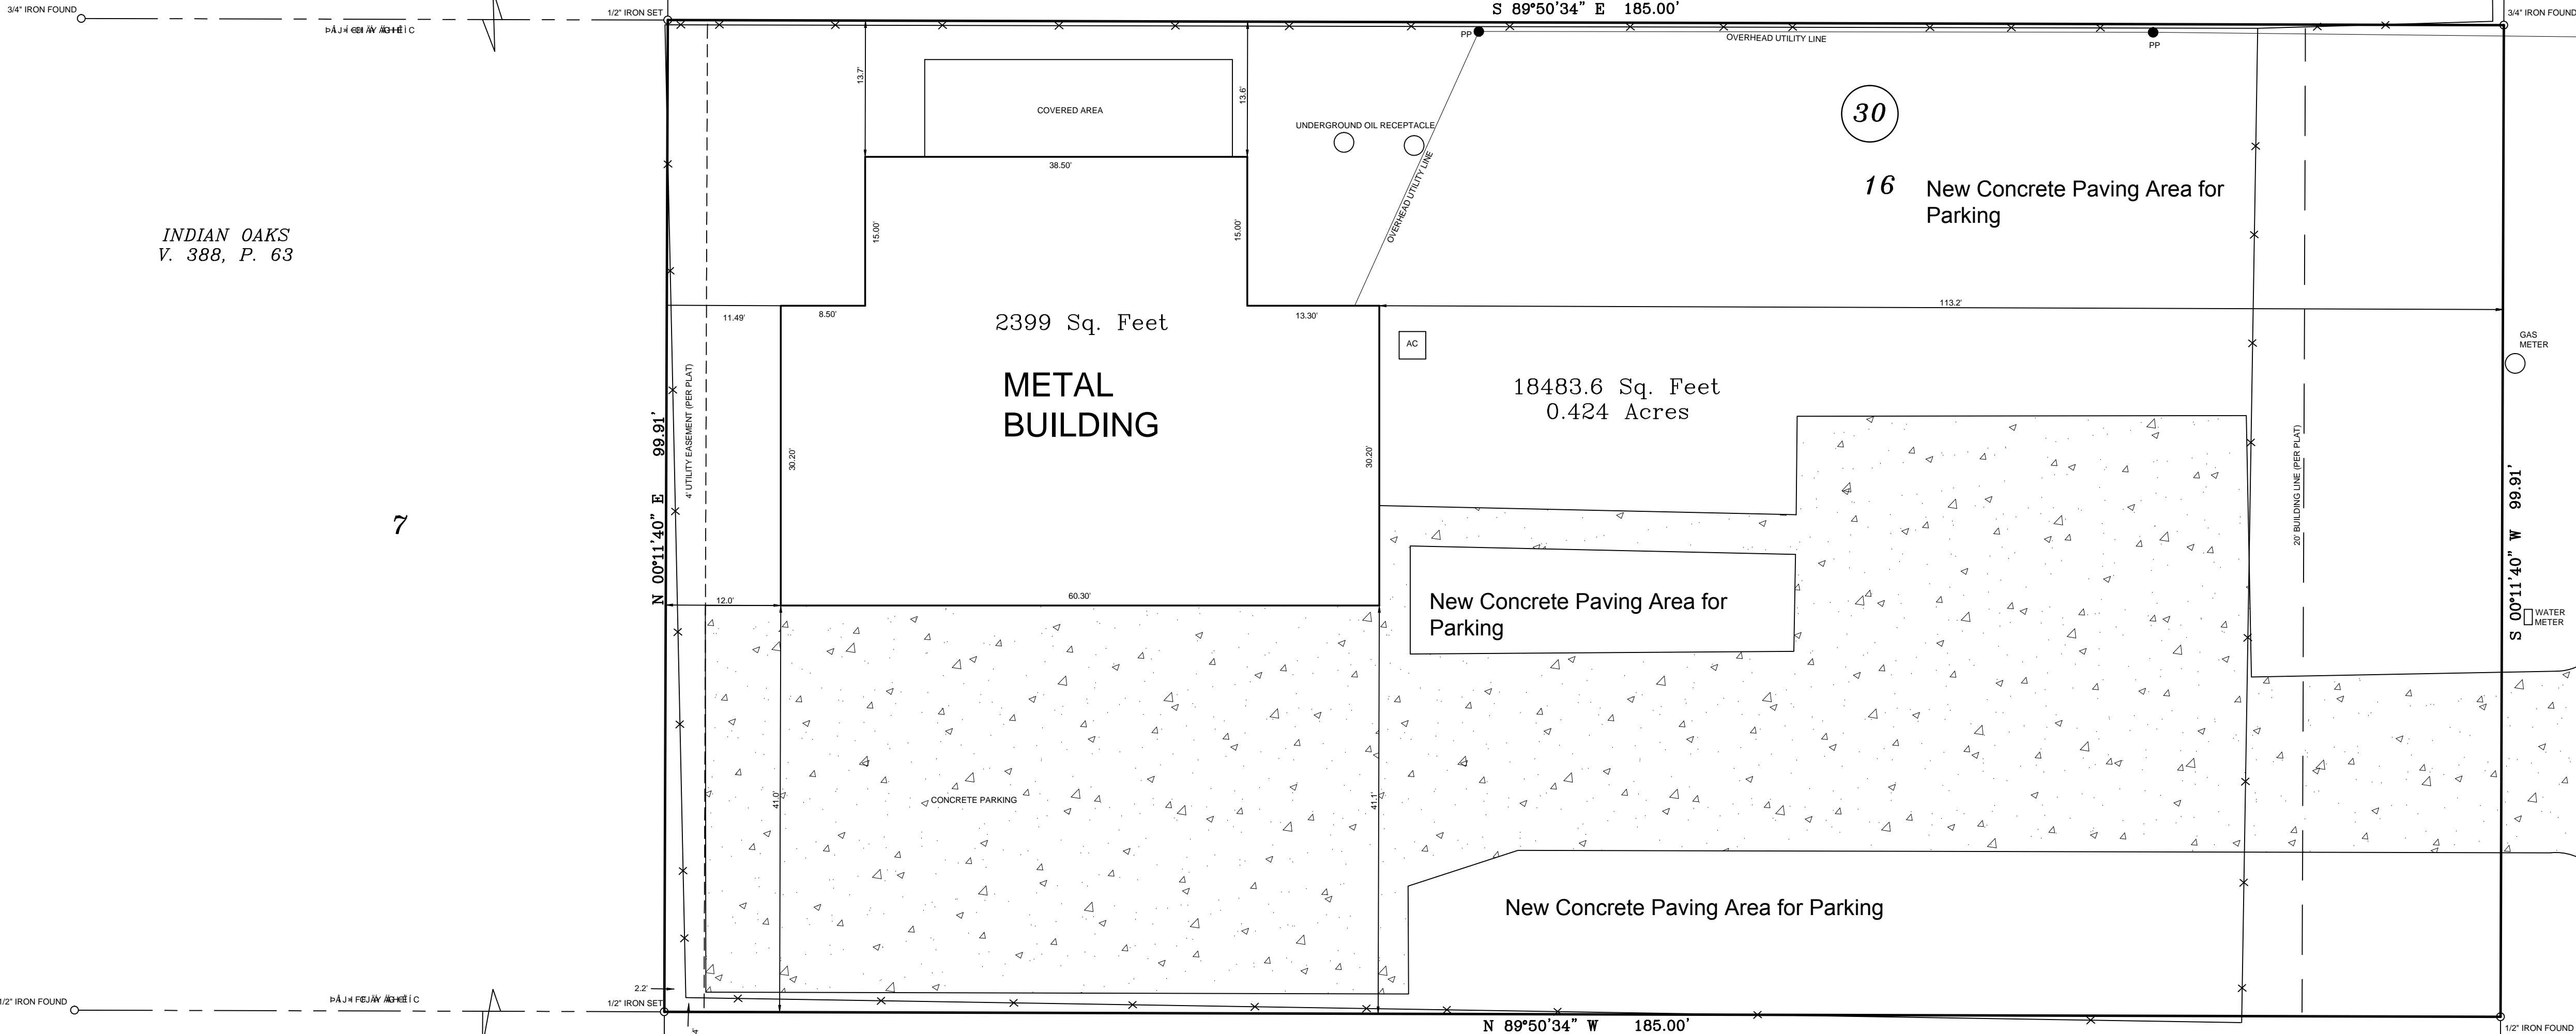 3/4" IRON FOUND
1/2" IRON SET
S 89°50'34" E 185.00'
3/4" IRON FOUND
PP
OVERHEAD UTILITY LINE
PP
13.7'
13.6'
COVERED AREA
30
UNDERGROUND OIL RECEPTACLE
OVERHEAD UTILITY LINE
38.50'
16
New Concrete Paving Area for
Parking
INDIAN OAKS
V. 388, P. 63
15.00'
15.00'
11.49'
8.50'
13.30'
113.2'
2399 Sq. Feet
AC
GAS
METER
METAL
BUILDING
18483.6 Sq. Feet
0.424 Acres
4' UTILITY EASEMENT (PER PLAT)
N 00°11'40" E 99.91'
30.20'
30.20'
20' BUILDING LINE (PER PLAT)
S 00°11'40" W 99.91'
7
12.0'
60.30'
New Concrete Paving Area for
Parking
WATER
METER
41.0'
CONCRETE PARKING
41.1'
New Concrete Paving Area for Parking
2.2'
1/2" IRON FOUND
1/2" IRON SET
N 89°50'34" W 185.00'
1/2" IRON FOUND